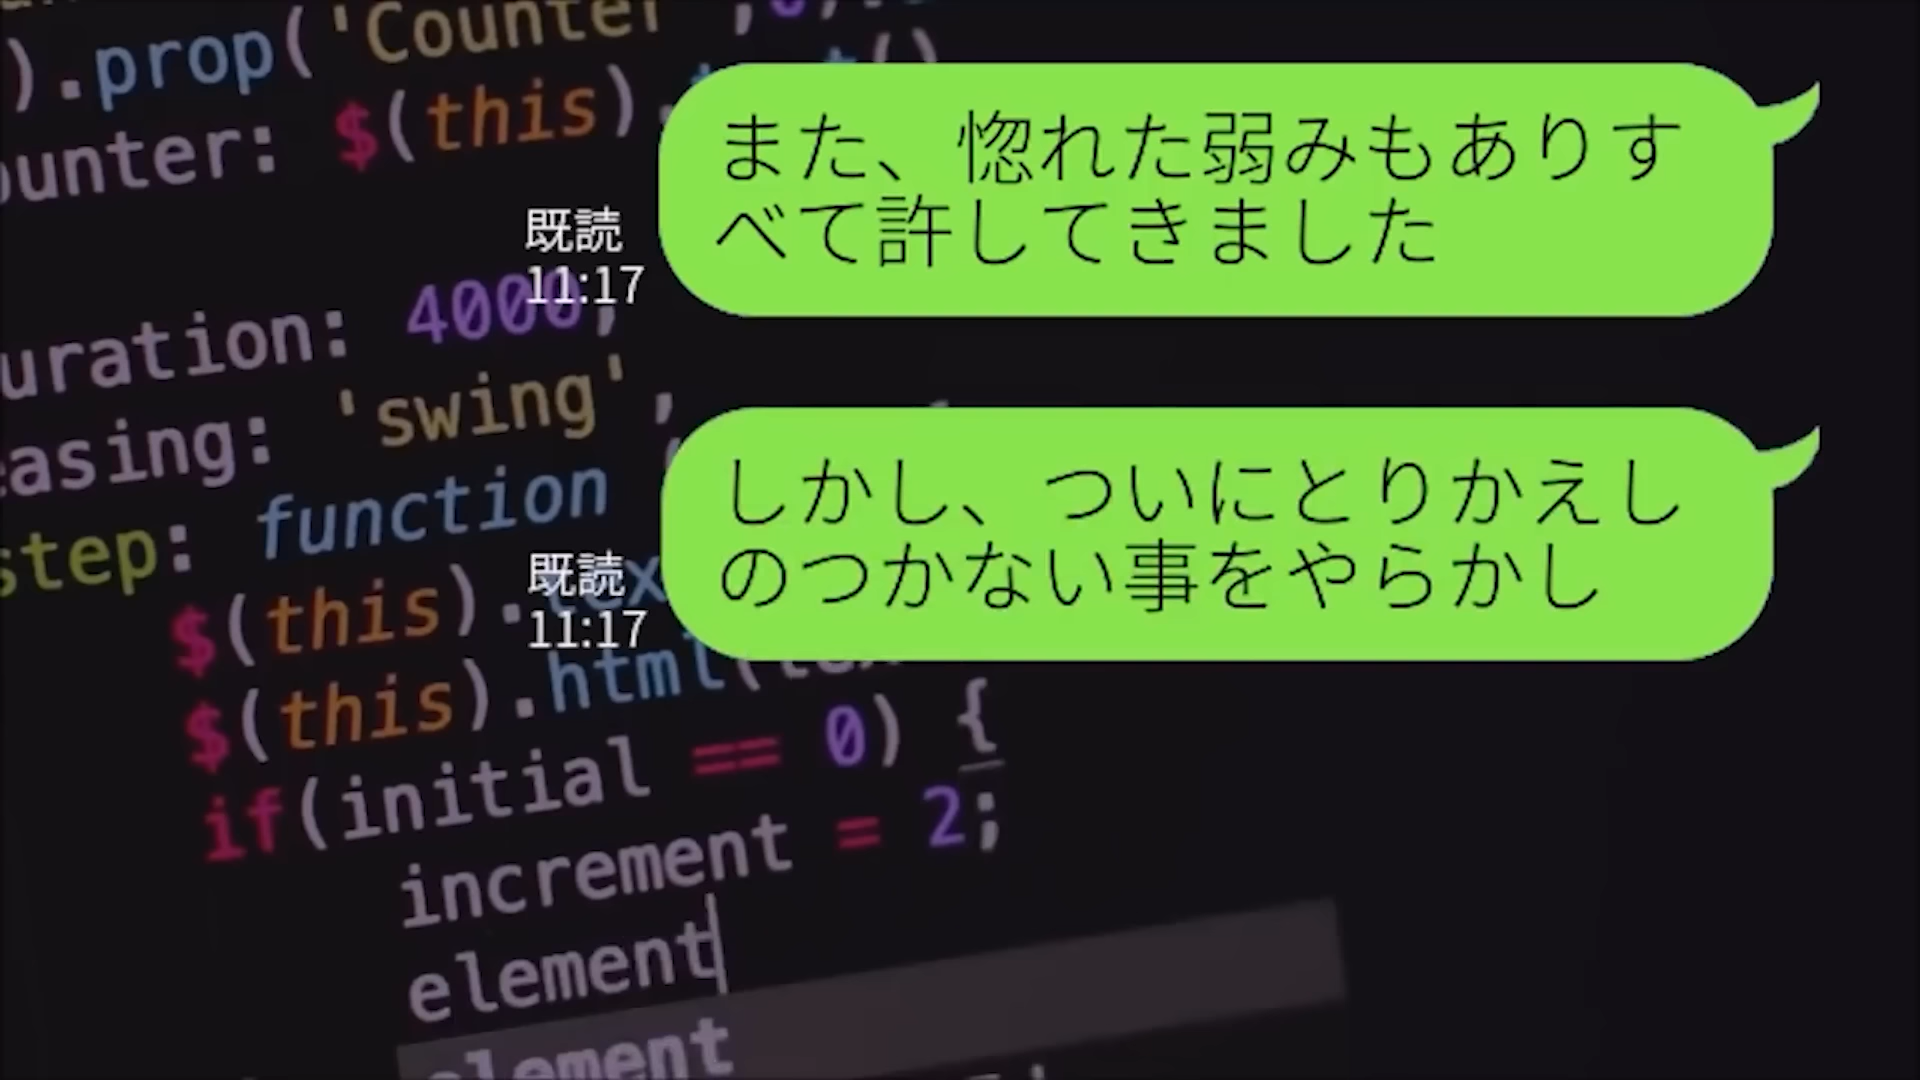 ).prop('Counter
ounter: $(this).
また、惚れた弱みもありす
べて許してきました
既読
11:17
uration: 4000,
easing: 'swing',
しかし、ついにとりかえし
のつかない事をやらかし
既読
11:17
step: function
$(this).tex
$(this).html(
if(initial == 0) {
increment = 2;
element
element